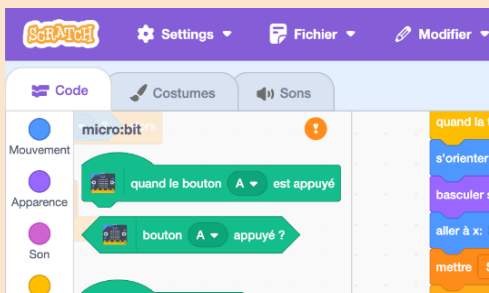 SCRATCH Settings Fichier Modifier
Code Costumes Sons
Mouvement
Apparence
Son
micro:bit
quand le bouton A est appuyé
bouton A appuyé ?
quand la
s'orienter
basculer
aller à x:
mettre